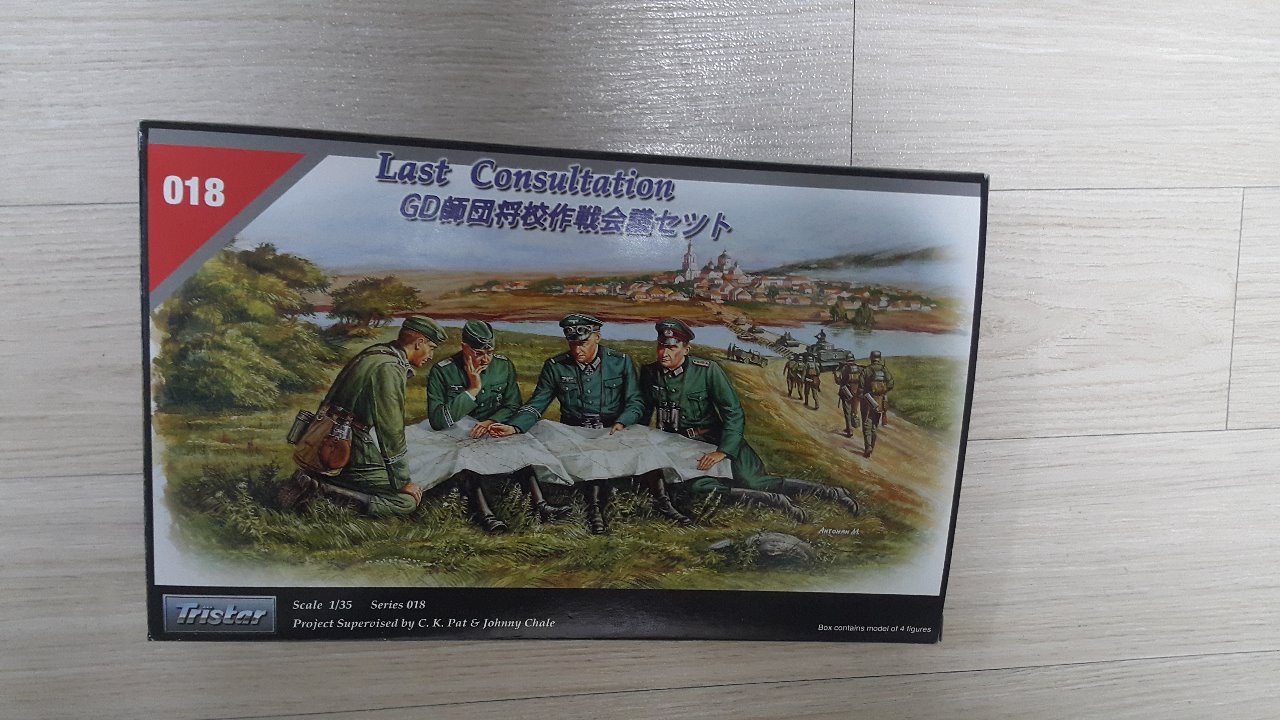 018
Last Consultation
GD師団将校作戦会議セット
Antonan M.
Tristar
Scale 1/35 Series 018
Project Supervised by C. K. Pat & Johnny Chale
Box contains model of 4 figures